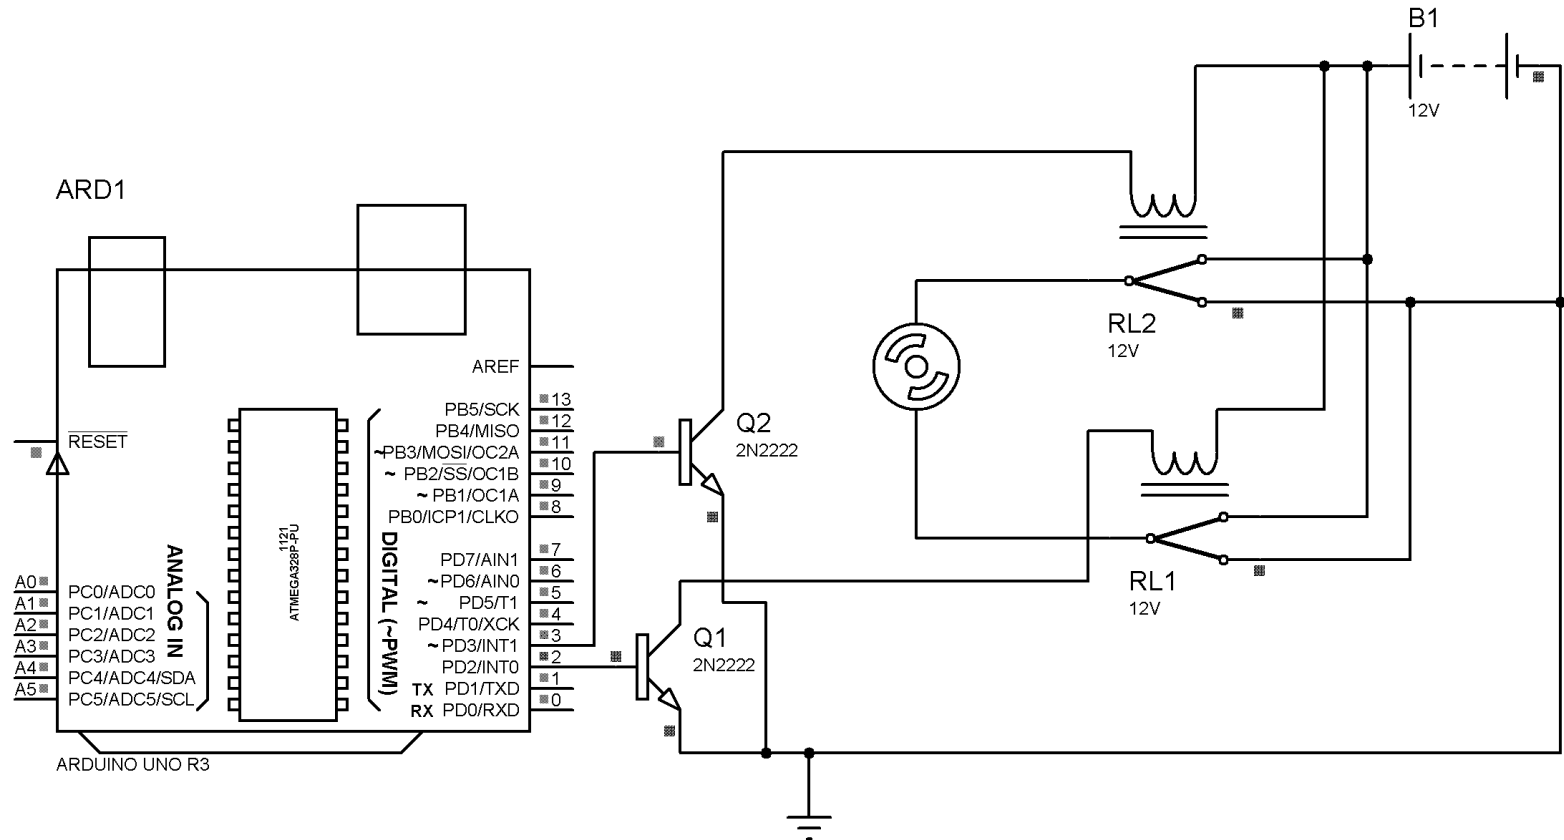 B1
12V
ARD1
RL2
12V
AREF
RESET
PB5/SCK 13
PB4/MISO 12
~PB3/MOSI/OC2A 11
~ PB2/SS/OC1B 10
~ PB1/OC1A 9
PB0/ICP1/CLKO 8
PD7/AIN1 7
~PD6/AIN0 6
~ PD5/T1 5
PD4/T0/XCK 4
~PD3/INT1 3
PD2/INT0 2
TX PD1/TXD 1
RX PD0/RXD 0
DIGITAL (~PWM)
1121
ATMEGA328P-PU
ANALOG IN
A0 PC0/ADC0
A1 PC1/ADC1
A2 PC2/ADC2
A3 PC3/ADC3
A4 PC4/ADC4/SDA
A5 PC5/ADC5/SCL
Q2
2N2222
RL1
12V
Q1
2N2222
ARDUINO UNO R3